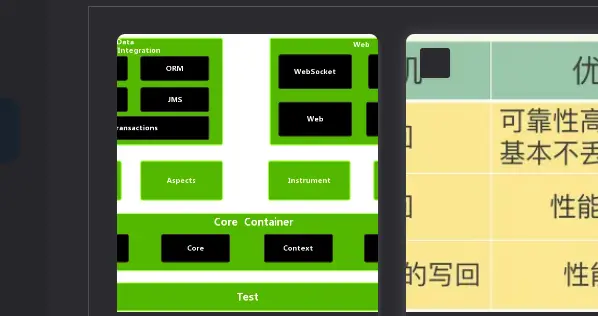 Data
Integration
ORM
JMS
ransactions
Web
WebSocket
Web
Aspects
Instrument
Core Container
Core
Context
Test
优
可靠性高
基本不丢
回
性能
回
的写回
性能